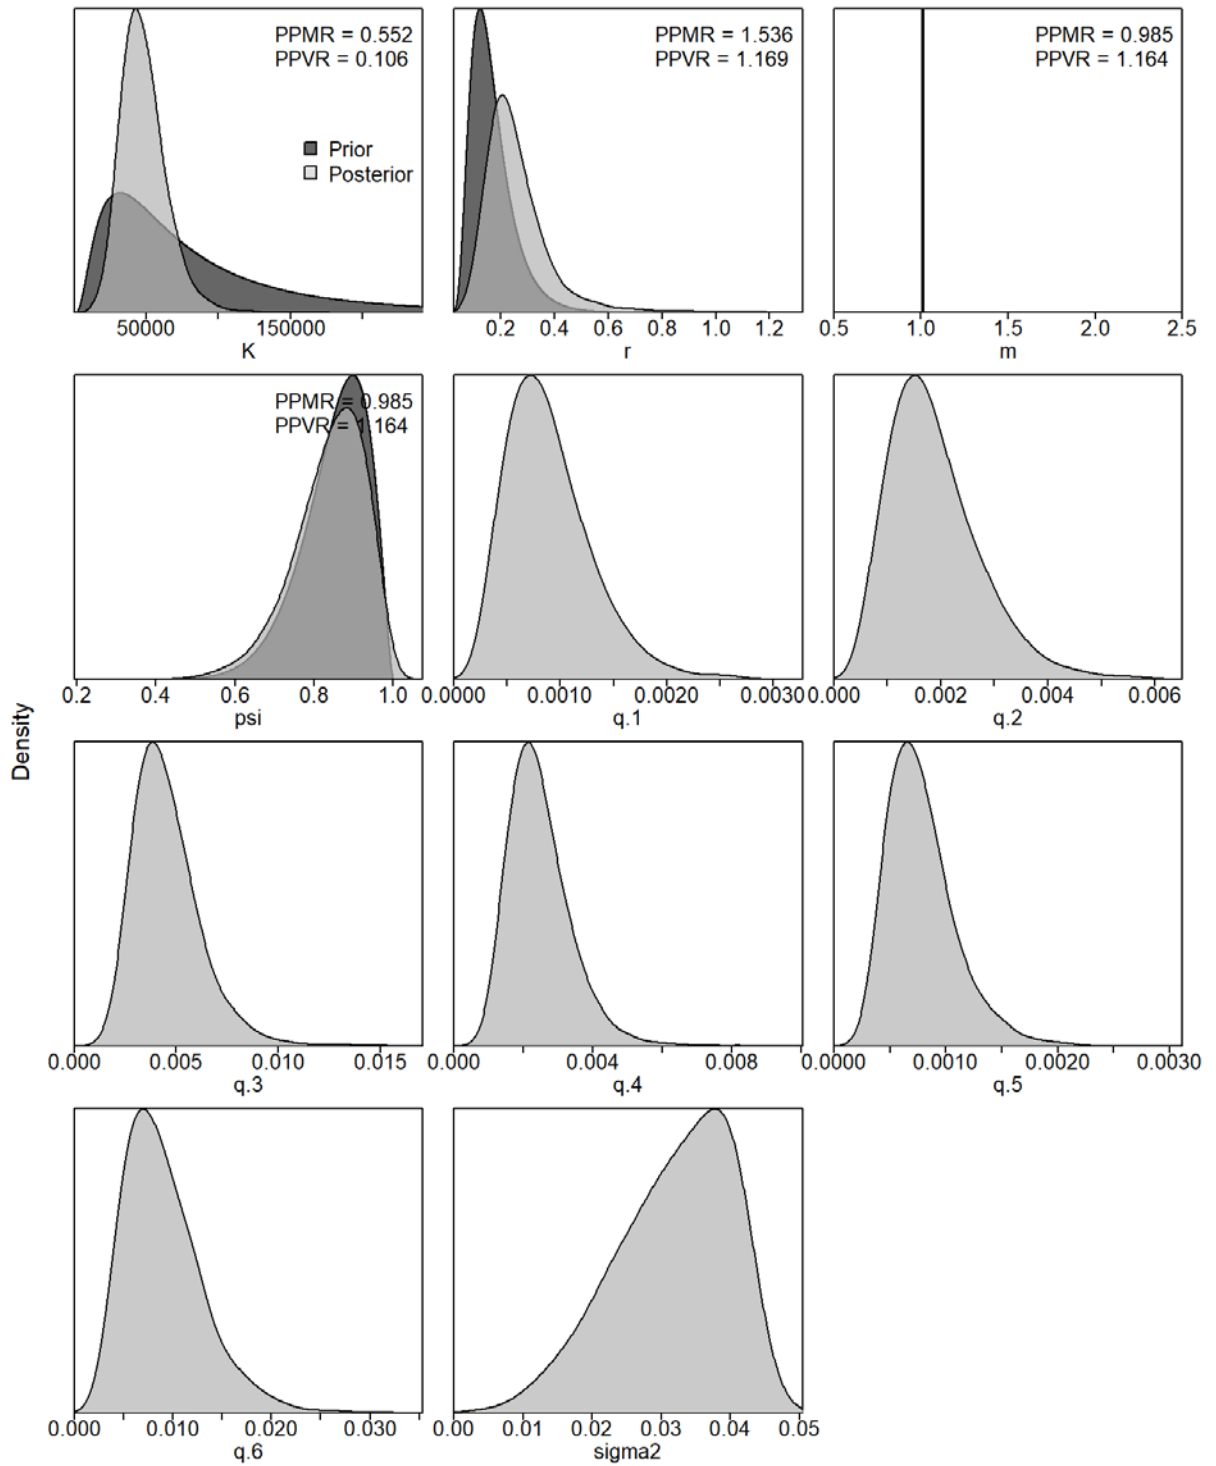 PPMR = 0.552
PPVR = 0.106
Prior
Posterior
50000 150000
K
PPMR = 1.536
PPVR = 1.169
0.2 0.4 0.6 0.8 1.0 1.2
r
PPMR = 0.985
PPVR = 1.164
0.5 1.0 1.5 2.0 2.5
m
PPMR = 0.985
PPVR = 1.164
0.2 0.4 0.6 0.8 1.0
psi
0.0000 0.0010 0.0020 0.0030
q.1
0.000 0.002 0.004 0.006
q.2
Density
0.000 0.005 0.010 0.015
q.3
0.000 0.004 0.008
q.4
0.0000 0.0010 0.0020 0.0030
q.5
0.000 0.010 0.020 0.030
q.6
0.00 0.01 0.02 0.03 0.04 0.05
sigma2